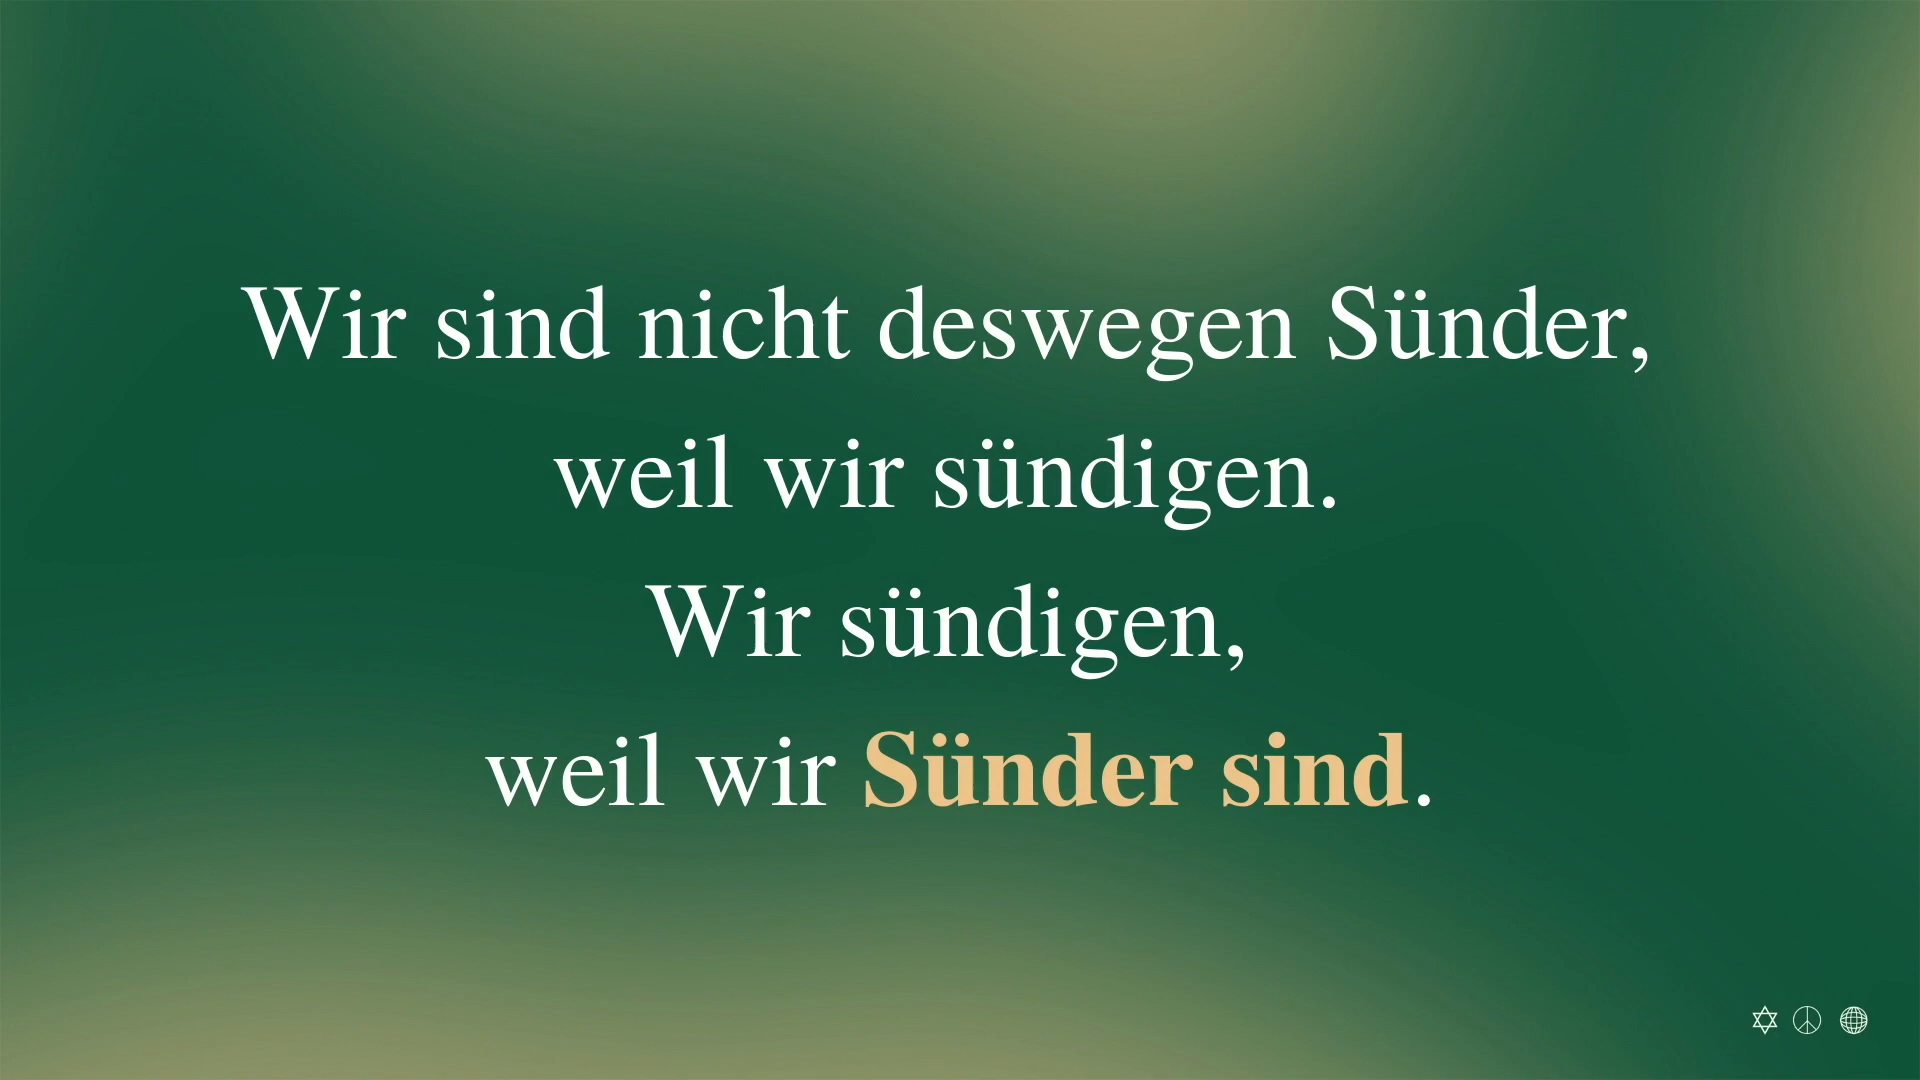 Wir sind nicht deswegen Sünder,
weil wir sündigen.
Wir sündigen,
weil wir Sünder sind.